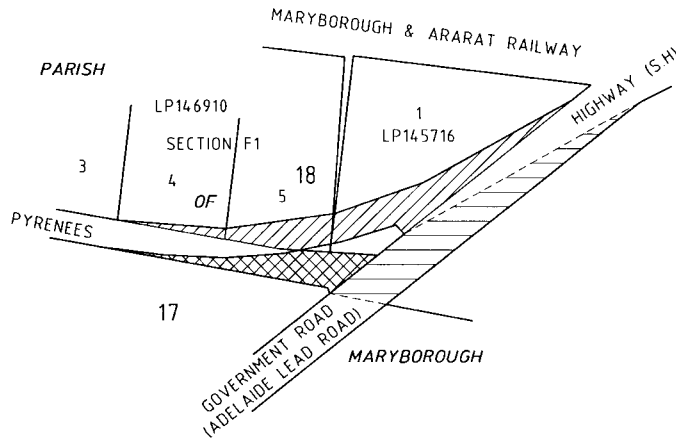 MARYBOROUGH & ARARAT RAILWAY
PARISH
HIGHWAY (S.H)
LP146910
1
LP145716
SECTION F1
3
4
OF
5
18
PYRENEES
17
GOVERNMENT ROAD
(ADELAIDE LEAD ROAD)
MARYBOROUGH